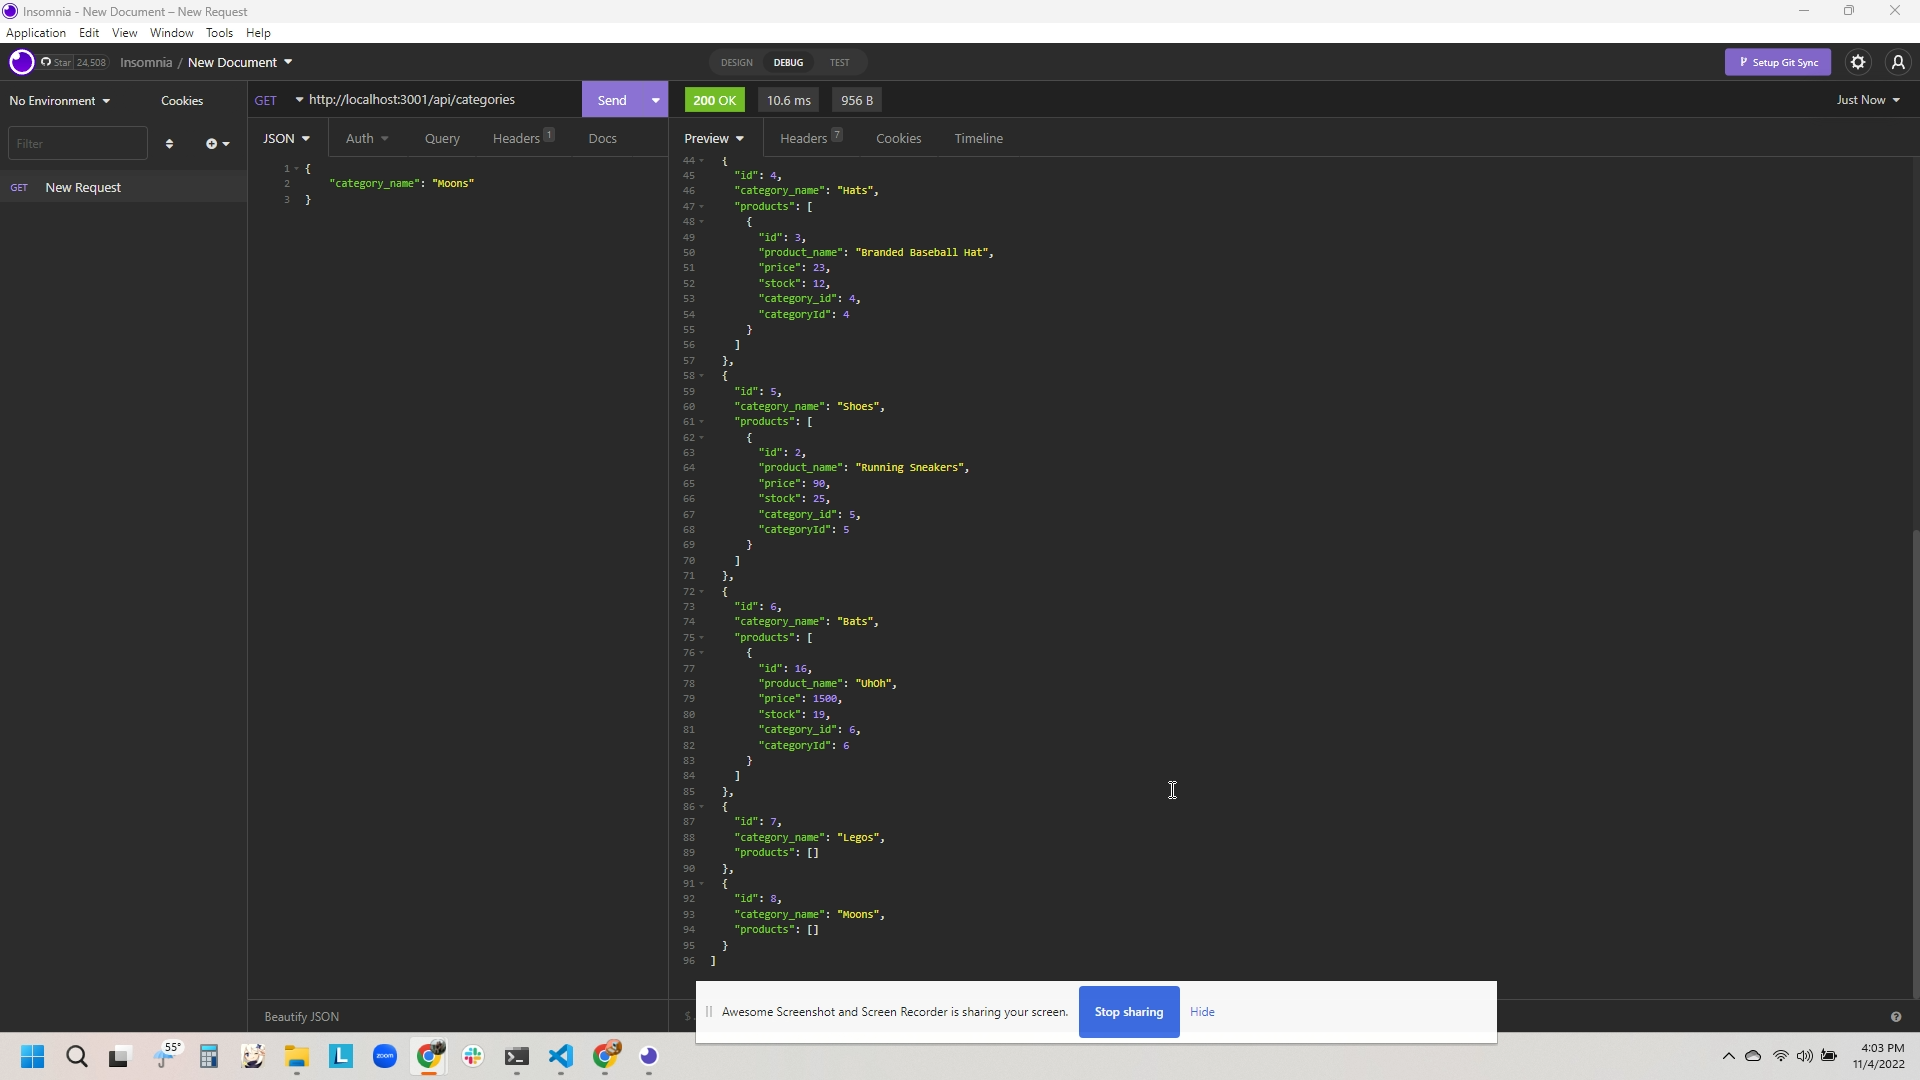 Insomnia - New Document – New Request
Application Edit View Window Tools Help
Star 24,508 Insomnia / New Document DESIGN DEBUG TEST Setup Git Sync
No Environment Cookies GET http://localhost:3001/api/categories Send 200 OK 10.6 ms 956 B Just Now
Filter JSON Auth Query Headers 1 Docs Preview Headers 7 Cookies Timeline
GET New Request
1 {
2 "category_name": "Moons"
3 }
44 {
45 "id": 4,
46 "category_name": "Hats",
47 "products": [
48 {
49 "id": 3,
50 "product_name": "Branded Baseball Hat",
51 "price": 23,
52 "stock": 12,
53 "category_id": 4,
54 "categoryId": 4
55 }
56 ]
57 },
58 {
59 "id": 5,
60 "category_name": "Shoes",
61 "products": [
62 {
63 "id": 2,
64 "product_name": "Running Sneakers",
65 "price": 90,
66 "stock": 25,
67 "category_id": 5,
68 "categoryId": 5
69 }
70 ]
71 },
72 {
73 "id": 6,
74 "category_name": "Bats",
75 "products": [
76 {
77 "id": 16,
78 "product_name": "UhOh",
79 "price": 1500,
80 "stock": 19,
81 "category_id": 6,
82 "categoryId": 6
83 }
84 ]
85 },
86 {
87 "id": 7,
88 "category_name": "Legos",
89 "products": []
90 },
91 {
92 "id": 8,
93 "category_name": "Moons",
94 "products": []
95 }
96 ]
Beautify JSON
Awesome Screenshot and Screen Recorder is sharing your screen. Stop sharing Hide
55°
L
zoom
4:03 PM
11/4/2022